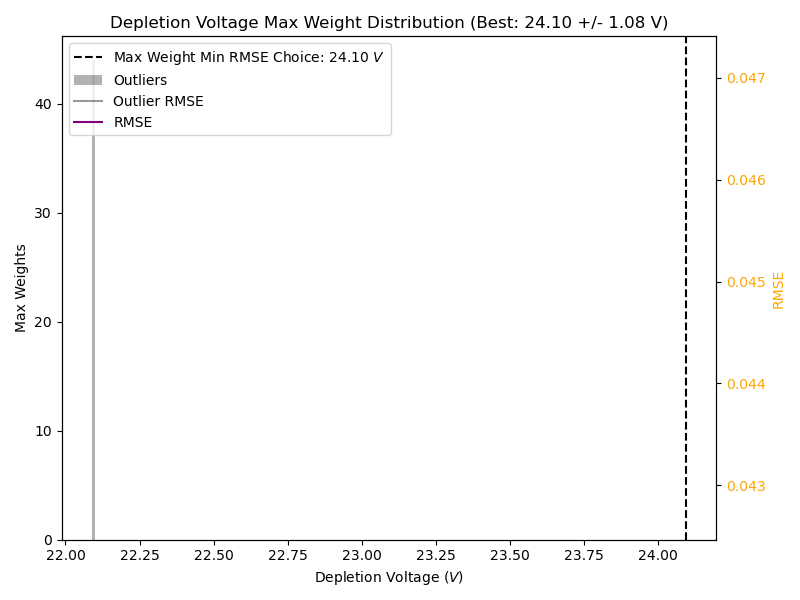 Depletion Voltage Max Weight Distribution (Best: 24.10 +/- 1.08 V)
Max Weight Min RMSE Choice: 24.10 V
Outliers
Outlier RMSE
RMSE
Max Weights
0
10
20
30
40
0.043
0.044
0.045
0.046
0.047
RMSE
22.00 22.25 22.50 22.75 23.00 23.25 23.50 23.75 24.00
Depletion Voltage (V)